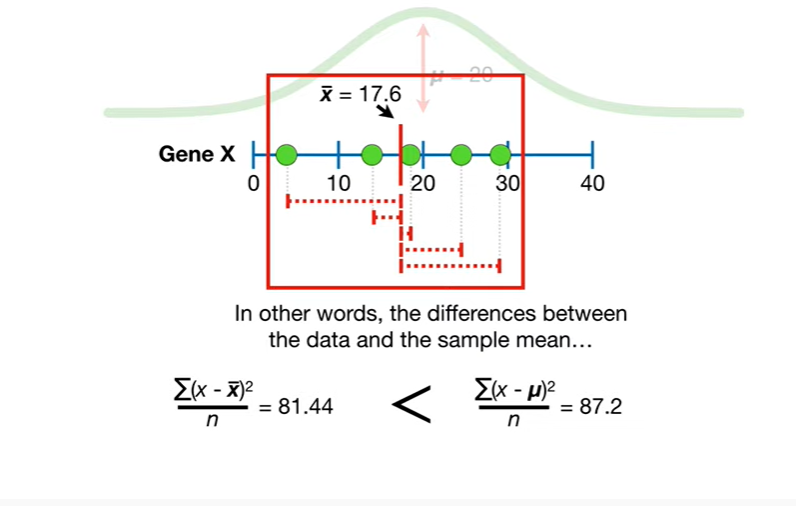 μ = 20
x̄ = 17.6
Gene X
0 10 20 30 40
In other words, the differences between
the data and the sample mean…
∑(x - x̄)² / n = 81.44 < ∑(x - μ)² / n = 87.2